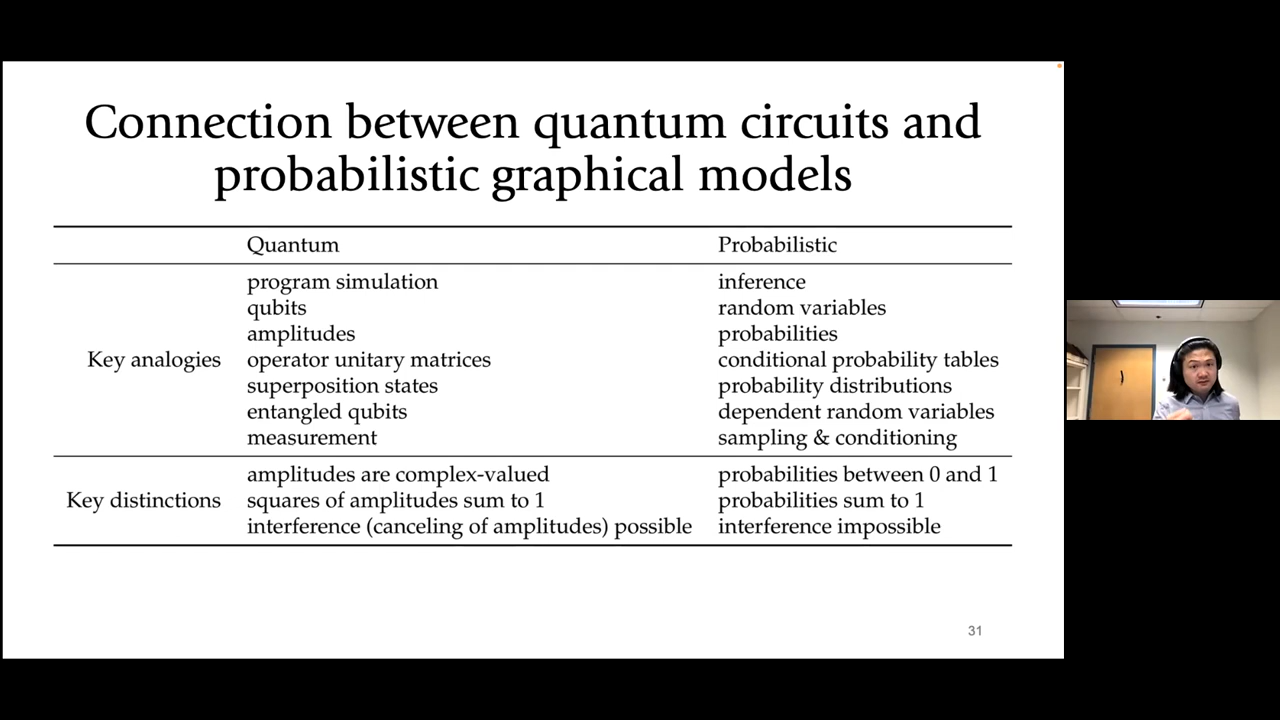 Connection between quantum circuits and
probabilistic graphical models
Quantum Probabilistic
program simulation inference
qubits random variables
amplitudes probabilities
Key analogies operator unitary matrices conditional probability tables
superposition states probability distributions
entangled qubits dependent random variables
measurement sampling & conditioning
amplitudes are complex-valued probabilities between 0 and 1
Key distinctions squares of amplitudes sum to 1 probabilities sum to 1
interference (canceling of amplitudes) possible interference impossible
31